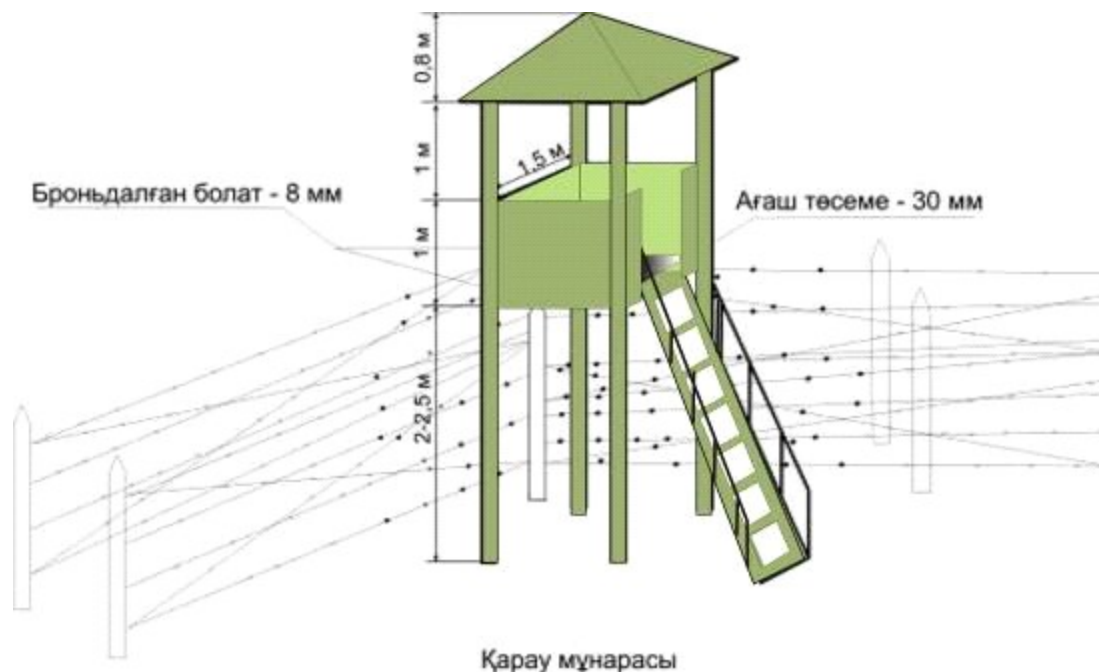 0,8 м
1 м
1,5 м
Броньдалған болат - 8 мм
Ағаш төсеме - 30 мм
1 м
2-2,5 м
Қарау мұнарасы